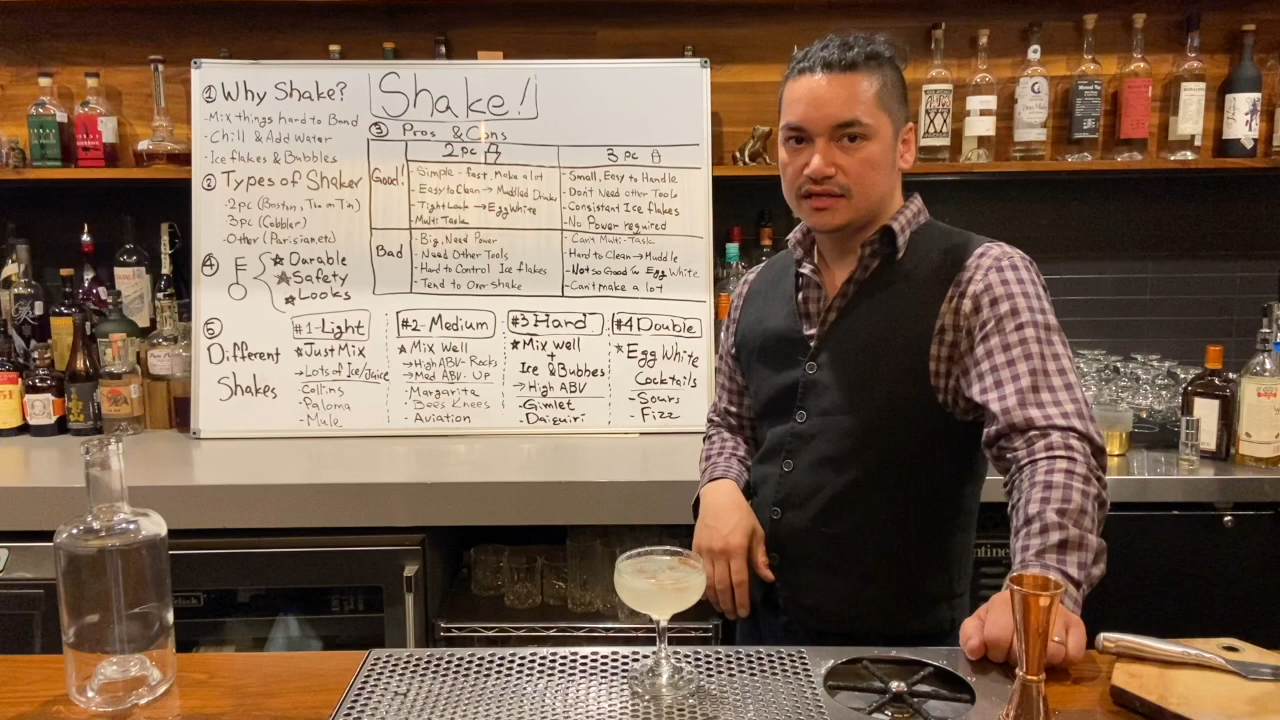 ① Why Shake?
- Mix things hard to Bond
- Chill & Add Water
- Ice flakes & Bubbles
② Types of Shaker
- 2pc (Boston, Tin on Tin)
3pc (Cobbler)
- Other (Parisian, etc)
④
★ Darable
★ Safety
★ Looks
Shake!
③ Pros & Cons
2pc
3 pc
Good!
- Simple - fast, Make a lot
- Easy to Clean → Muddled Drinks
- Tight Lock → Egg White
- Multi Task
- Small, Easy to Handle
- Don't Need other Tools
- Consistant Ice flakes
- No Power required
Bad
- Big, Need Power
- Need Other Tools
- Hard to Control Ice flakes
- Tend to Over shake
- Can't Multi-Task
- Hard to Clean → Muddle
- Not so Good w Egg White
- Can't make a lot
⑤ Different Shakes
#1-Light
★ Just Mix
→ Lots of Ice/Juice
- Collins
- Paloma
- Mule
#2-Medium
★ Mix Well
→ High ABV - Rocks
→ Med ABV - UP
- Margarita
- Bees Knees
- Aviation
#3 Hard
★ Mix Well
+
Ice & Bubbes
→ High ABV
- Gimlet
- Daiquiri
#4 Double
★ Egg White
Cocktails
- Sours
- Fizz